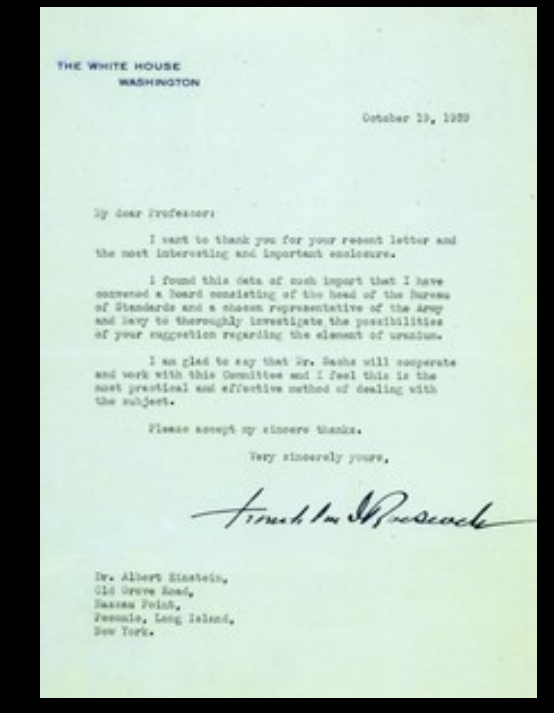 THE WHITE HOUSE
WASHINGTON
October 19, 1939
My dear Professor:
I want to thank you for your recent letter and
the most interesting and important enclosure.
I found this data of such import that I have
convened a Board consisting of the head of the Bureau
of Standards and a chosen representative of the Army
and Navy to thoroughly investigate the possibilities
of your suggestion regarding the element of uranium.
I am glad to say that Dr. Sachs will cooperate
and work with this Committee and I feel this is the
most practical and effective method of dealing with
the subject.
Please accept my sincere thanks.
Very sincerely yours,
Franklin D Roosevelt
Dr. Albert Einstein,
Old Grove Road,
Nassau Point,
Peconic, Long Island,
New York.